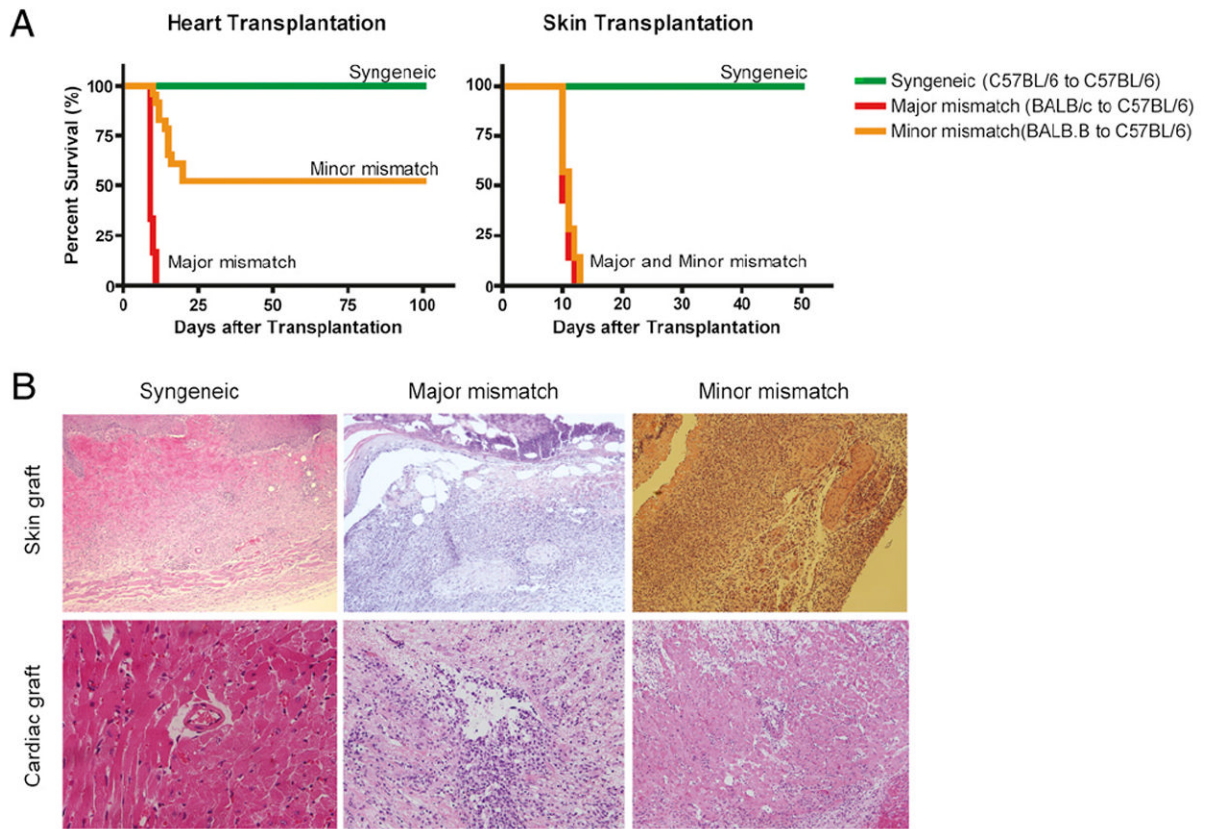 A
Heart Transplantation
Skin Transplantation
Percent Survival (%)
100
75
50
25
0
Syngeneic
Minor mismatch
Major mismatch
0 25 50 75 100
Days after Transplantation
100
75
50
25
0
Syngeneic
Major and Minor mismatch
0 10 20 30 40 50
Days after Transplantation
Syngeneic (C57BL/6 to C57BL/6)
Major mismatch (BALB/c to C57BL/6)
Minor mismatch(BALB.B to C57BL/6)
B
Syngeneic
Major mismatch
Minor mismatch
Skin graft
Cardiac graft